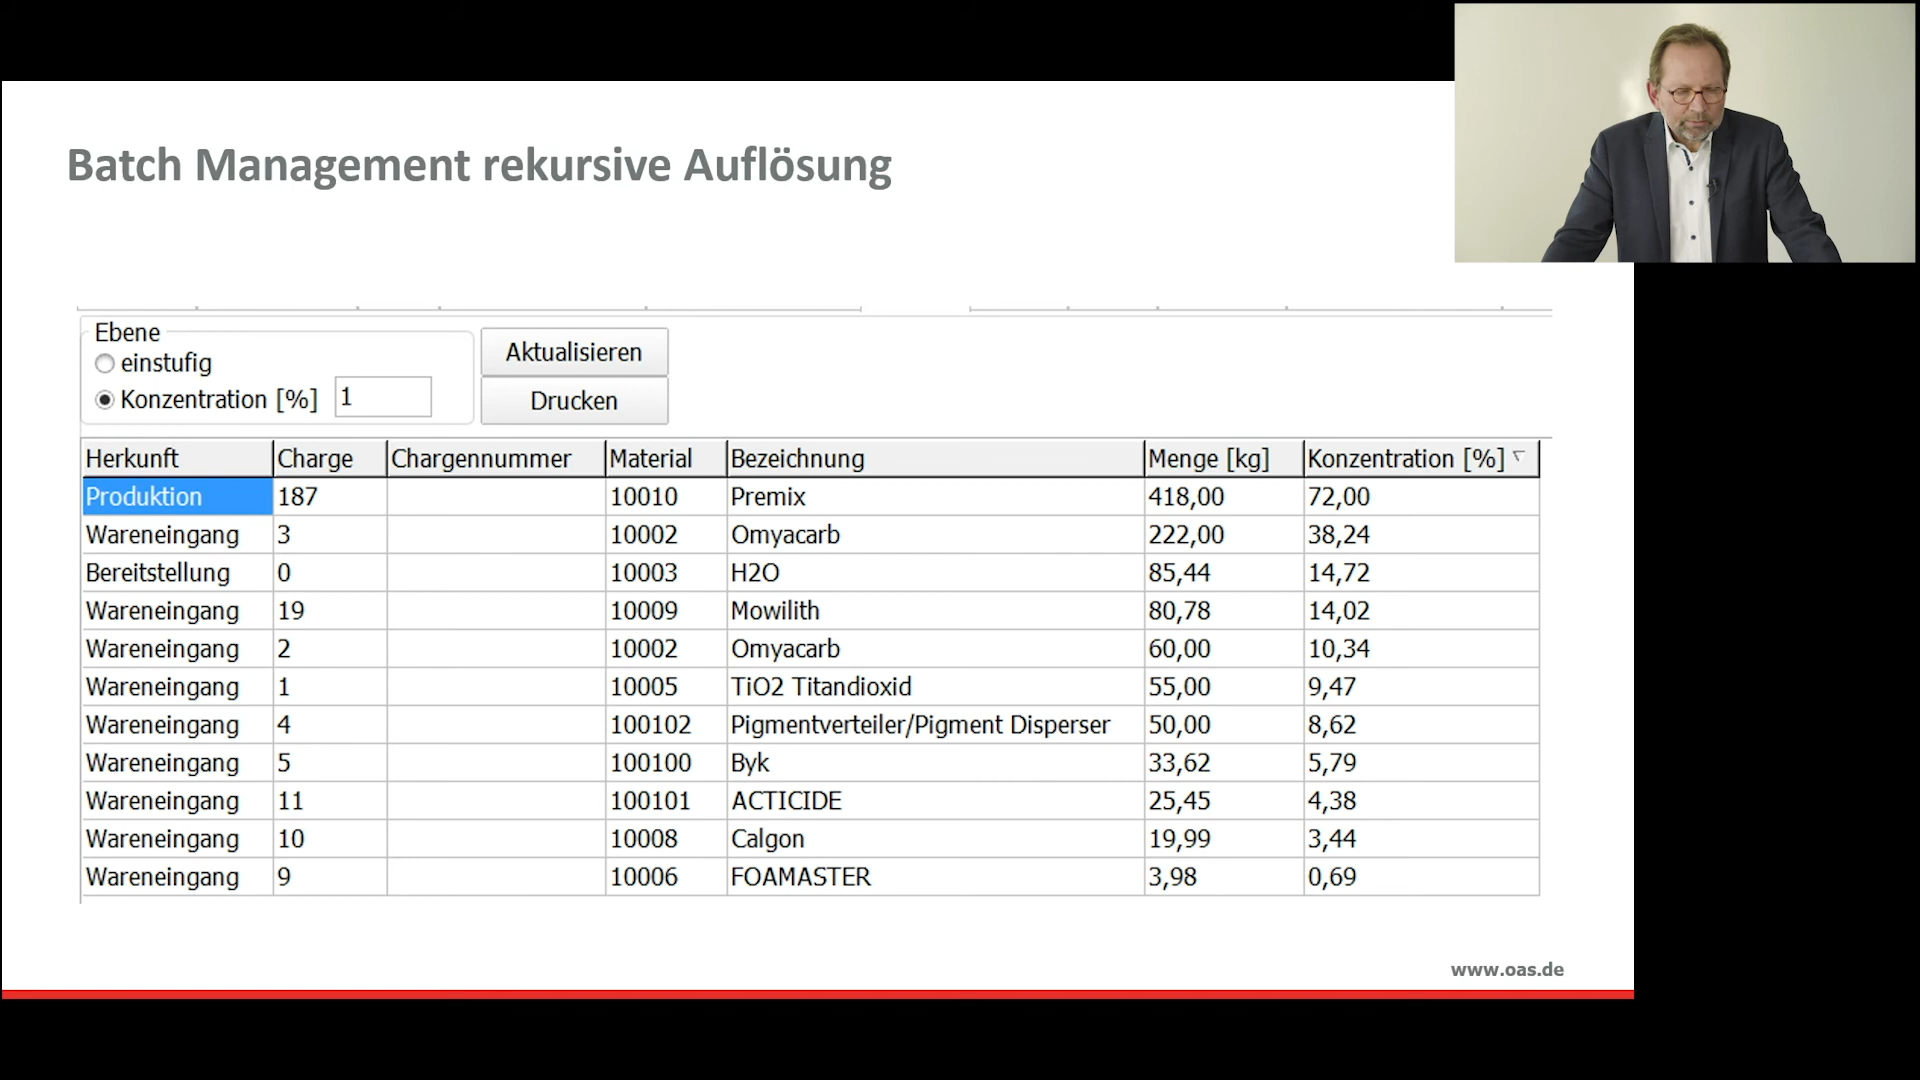 Batch Management rekursive Auflösung
Ebene
einstufig
Konzentration [%] 1
Aktualisieren
Drucken
Herkunft Charge Chargennummer Material Bezeichnung Menge [kg] Konzentration [%]
Produktion 187 10010 Premix 418,00 72,00
Wareneingang 3 10002 Omyacarb 222,00 38,24
Bereitstellung 0 10003 H2O 85,44 14,72
Wareneingang 19 10009 Mowilith 80,78 14,02
Wareneingang 2 10002 Omyacarb 60,00 10,34
Wareneingang 1 10005 TiO2 Titandioxid 55,00 9,47
Wareneingang 4 100102 Pigmentverteiler/Pigment Disperser 50,00 8,62
Wareneingang 5 100100 Byk 33,62 5,79
Wareneingang 11 100101 ACTICIDE 25,45 4,38
Wareneingang 10 10008 Calgon 19,99 3,44
Wareneingang 9 10006 FOAMASTER 3,98 0,69
www.oas.de